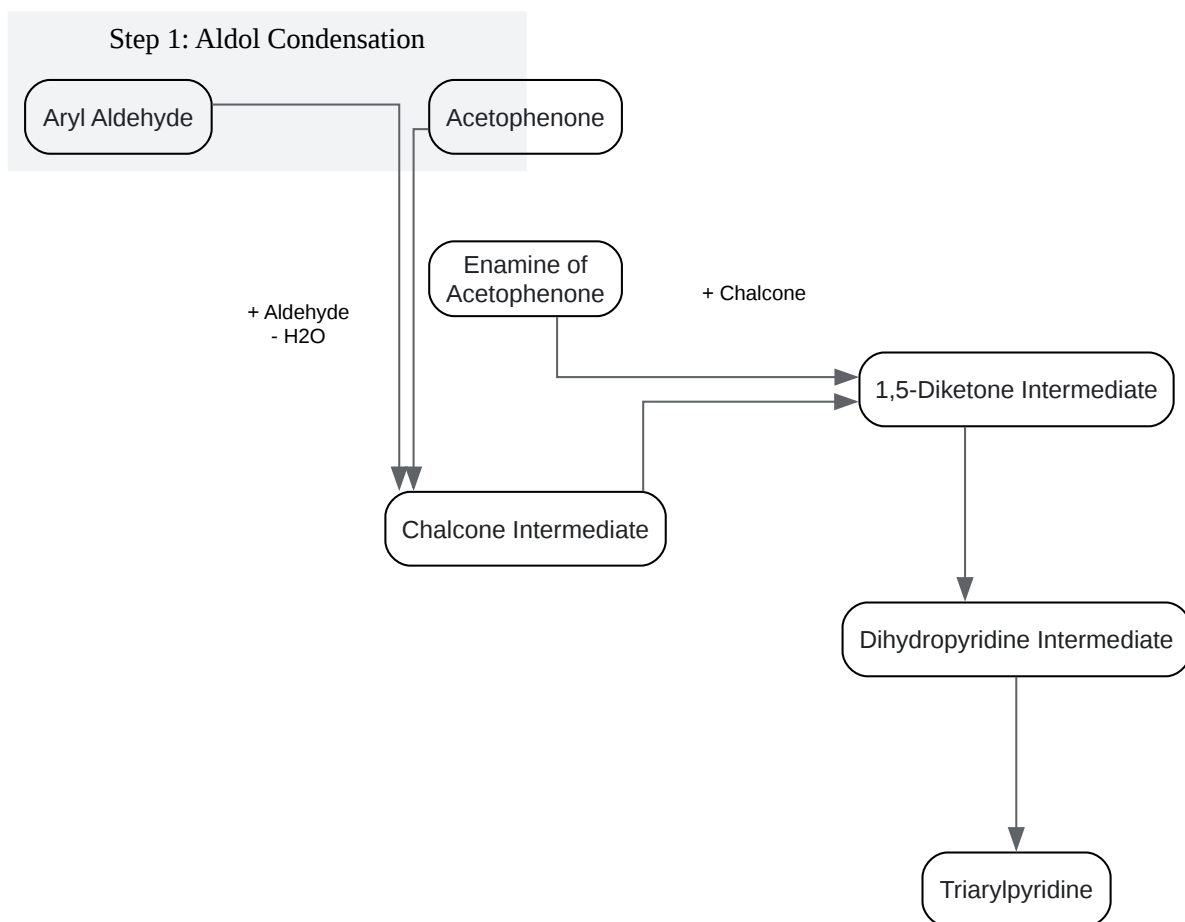 Step 1: Aldol Condensation
Aryl Aldehyde
Acetophenone
Enamine of
Acetophenone
+ Chalcone
+ Aldehyde
- H2O
1,5-Diketone Intermediate
Chalcone Intermediate
Dihydropyridine Intermediate
Triarylpyridine